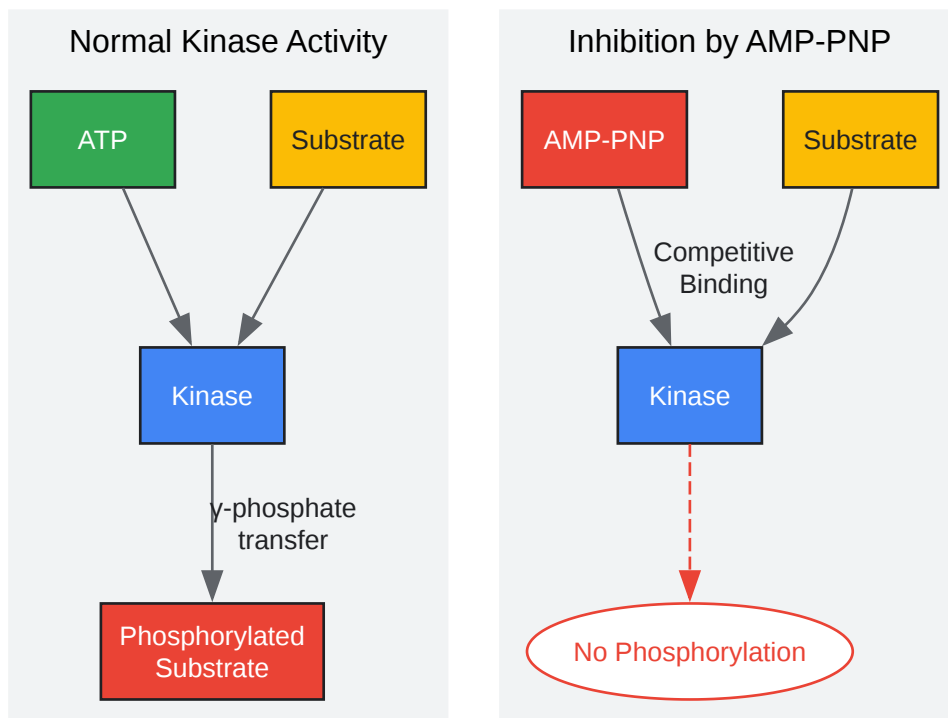 Normal Kinase Activity
ATP
Substrate
Kinase
γ-phosphate
transfer
Phosphorylated
Substrate
Inhibition by AMP-PNP
AMP-PNP
Substrate
Competitive
Binding
Kinase
No Phosphorylation